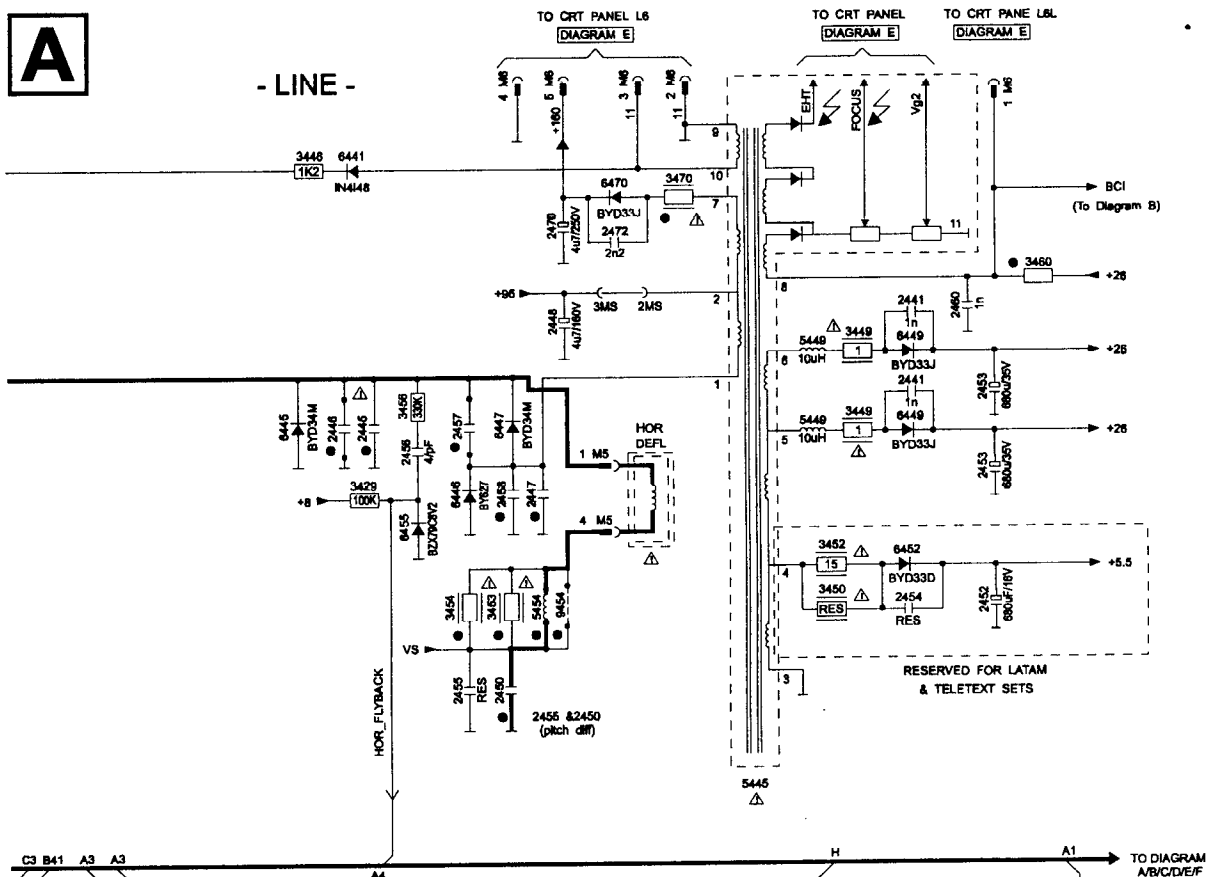 A
- LINE -
TO CRT PANEL L6
DIAGRAM E
TO CRT PANEL
DIAGRAM E
TO CRT PANE L6L
DIAGRAM E
4 M6
5 M6
3 M6
2 M6
1 M6
+160
11
11
EHT
FOCUS
Vg2
9
10
7
3446
1K2
6441
IN4148
6470
BYD33J
3470
2472
2n2
2470
4u7/250V
11
BCI
(To Diagram B)
8
3460
+26
2460
1n
+95
3MS
2MS
2
2448
4u7/160V
2441
1n
5449
10uH
3449
1
6449
BYD33J
+26
6
2453
680u/35V
1
2441
1n
5449
10uH
3449
1
6449
BYD33J
+26
5
2453
680u/35V
6445
BYD34M
2446
2445
3456
330K
2456
4/pF
2457
6447
BYD34M
HOR
DEFL
1 M5
4 M5
+8
3429
100K
6455
BZX79C8V2
6446
BY627
2458
2447
3454
3453
5454
9454
VS
2455
RES
2450
2455 &2450
(pitch diff)
HOR_FLYBACK
4
3452
15
6452
BYD33D
+5.5
3450
RES
2454
RES
2452
680uF/16V
3
RESERVED FOR LATAM
& TELETEXT SETS
5445
C3 B41 A3 A3
A4
H
A1
TO DIAGRAM
A/B/C/D/E/F